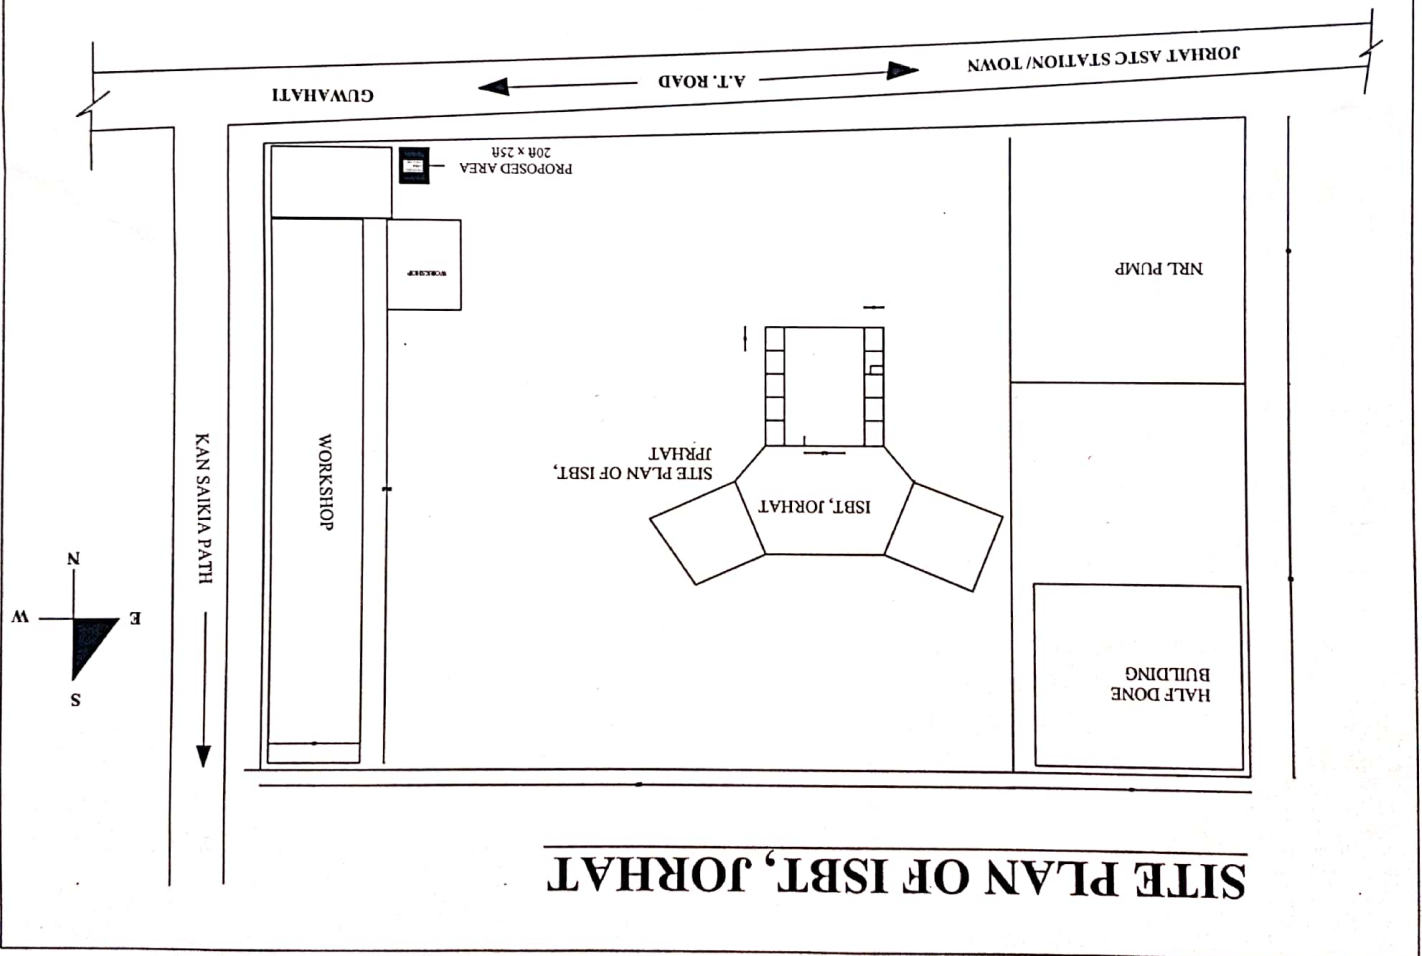 SITE PLAN OF ISBT, JORHAT
HALF DONE
BUILDING
ISBT, JORHAT
SITE PLAN OF ISBT,
JPRHAT
S
E
W
N
KAN SAIKIA PATH
WORKSHOP
NRL PUMP
WORKSHOP
PROPOSED AREA
20ft x 25ft
JORHAT ASTC STATION/ TOWN
A.T. ROAD
GUWAHATI